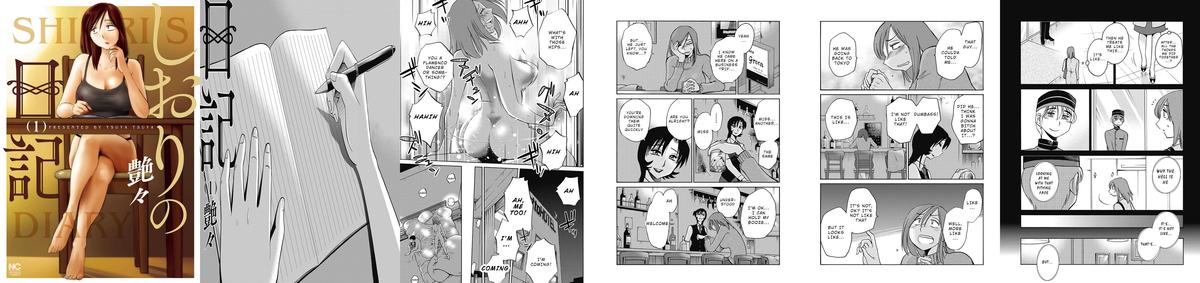 SHIORI'S
しおりの
日記
(1)
PRESENTED BY TSUYA TSUYA
艶々
DIARY
NC
日記
艶々
HIH
AHH
WHAT'S
WITH
THOSE
HIPS...
YOU A
FLAMENCO
DANCER
OR SOME-
THING!?
AH
HAHIH
HIH
AH
AH,
ME
TOO!
AH
I'M
...
I'M
COMING!
COMING
BUT...
HE JUST
LEFT, YOU
KNOW...?
YEAH
...
I KNOW
HE CAME
HERE ON A
BUSINESS
TRIP...
YOU'RE
DOWNING
THEM
QUITE
QUICKLY
ARE YOU
ALRIGHT?
MISS
MISS...
ANOTHER...
THE
SAME
AH
WELCOME
UNDER-
STOOD
I'M OK...
I CAN
HOLD MY
BOOZE...
HE WAS
GOING
BACK TO
TOKYO
THAT
GUY...
HE
COULDA
TOLD
ME...
THIS IS
LIKE...
I'M NOT
LIKE
THAT!
DUMBASS!
DID HE...
THINK I
WAS GONNA
BITCH
ABOUT
IT...?
BUT IT
LOOKS
LIKE...
IT'S NOT,
OK? IT'S
NOT LIKE
THAT
LIKE
...
WELL,
MORE
LIKE
...
THEN HE
TREATS
ME LIKE
THIS...
IT'S
LIKE...
AFTER
ALL THE
THINGS
WE DID
TOGETHER
LOOKING
AT ME WITH
THAT
PITYING
FACE
WHY THE
HELL IS
HE
IT'S...
IT'S NOT
LIKE...
THAT'S...
BUT...